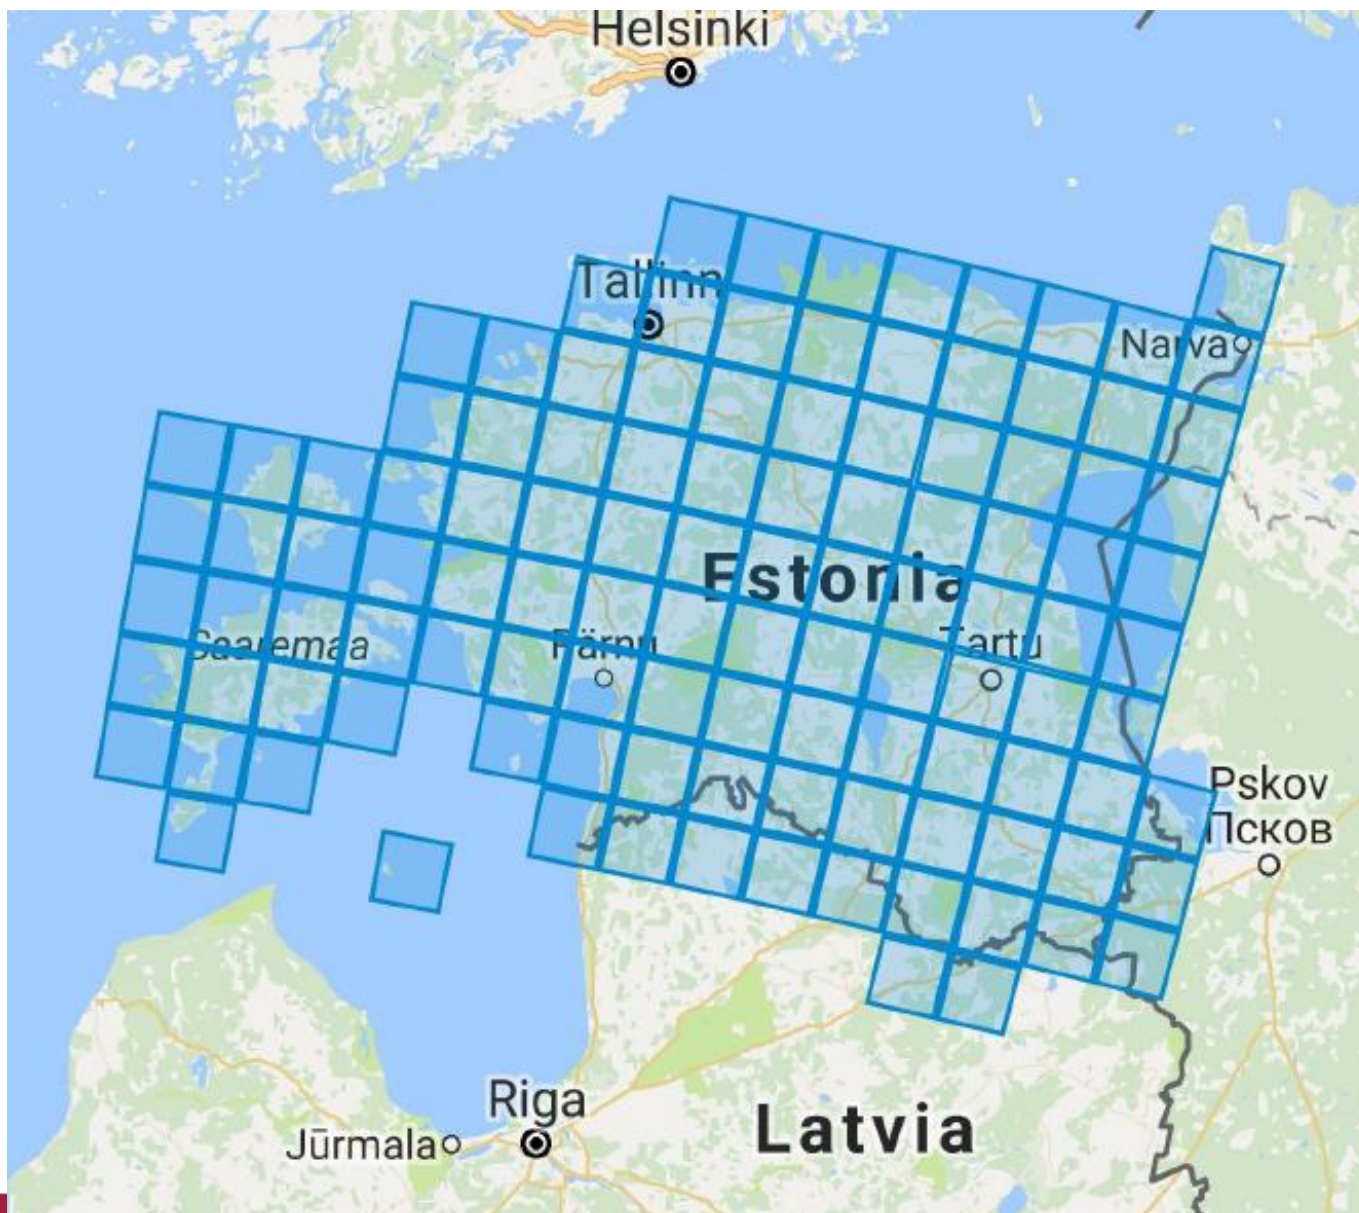 Helsinki
Tallinn
Narva
Estonia
Saaremaa
Pärnu
Tartu
Pskov
Псков
Riga
Jūrmala
Latvia